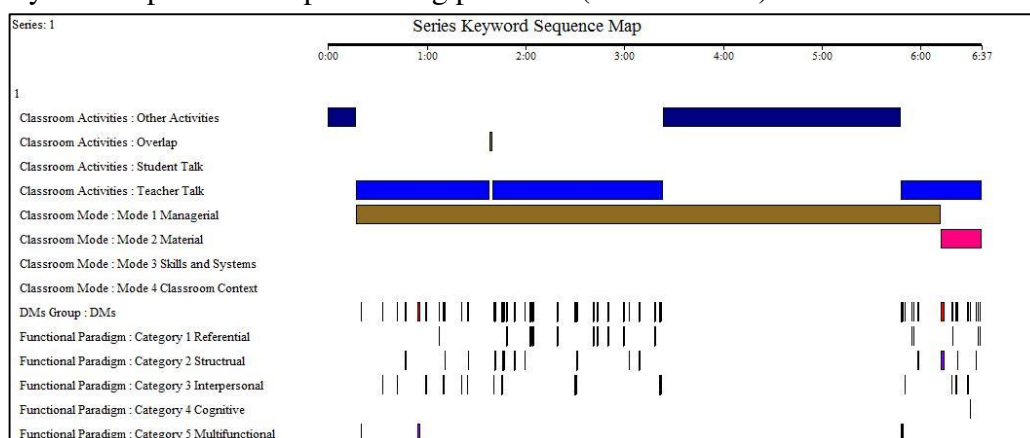 Series: 1
Series Keyword Sequence Map
0:00 1:00 2:00 3:00 4:00 5:00 6:00 6:37
1
Classroom Activities : Other Activities
Classroom Activities : Overlap
Classroom Activities : Student Talk
Classroom Activities : Teacher Talk
Classroom Mode : Mode 1 Managerial
Classroom Mode : Mode 2 Material
Classroom Mode : Mode 3 Skills and Systems
Classroom Mode : Mode 4 Classroom Context
DMs Group : DMs
Functional Paradigm : Category 1 Referential
Functional Paradigm : Category 2 Structrual
Functional Paradigm : Category 3 Interpersonal
Functional Paradigm : Category 4 Cognitive
Functional Paradigm : Category 5 Multifunctional